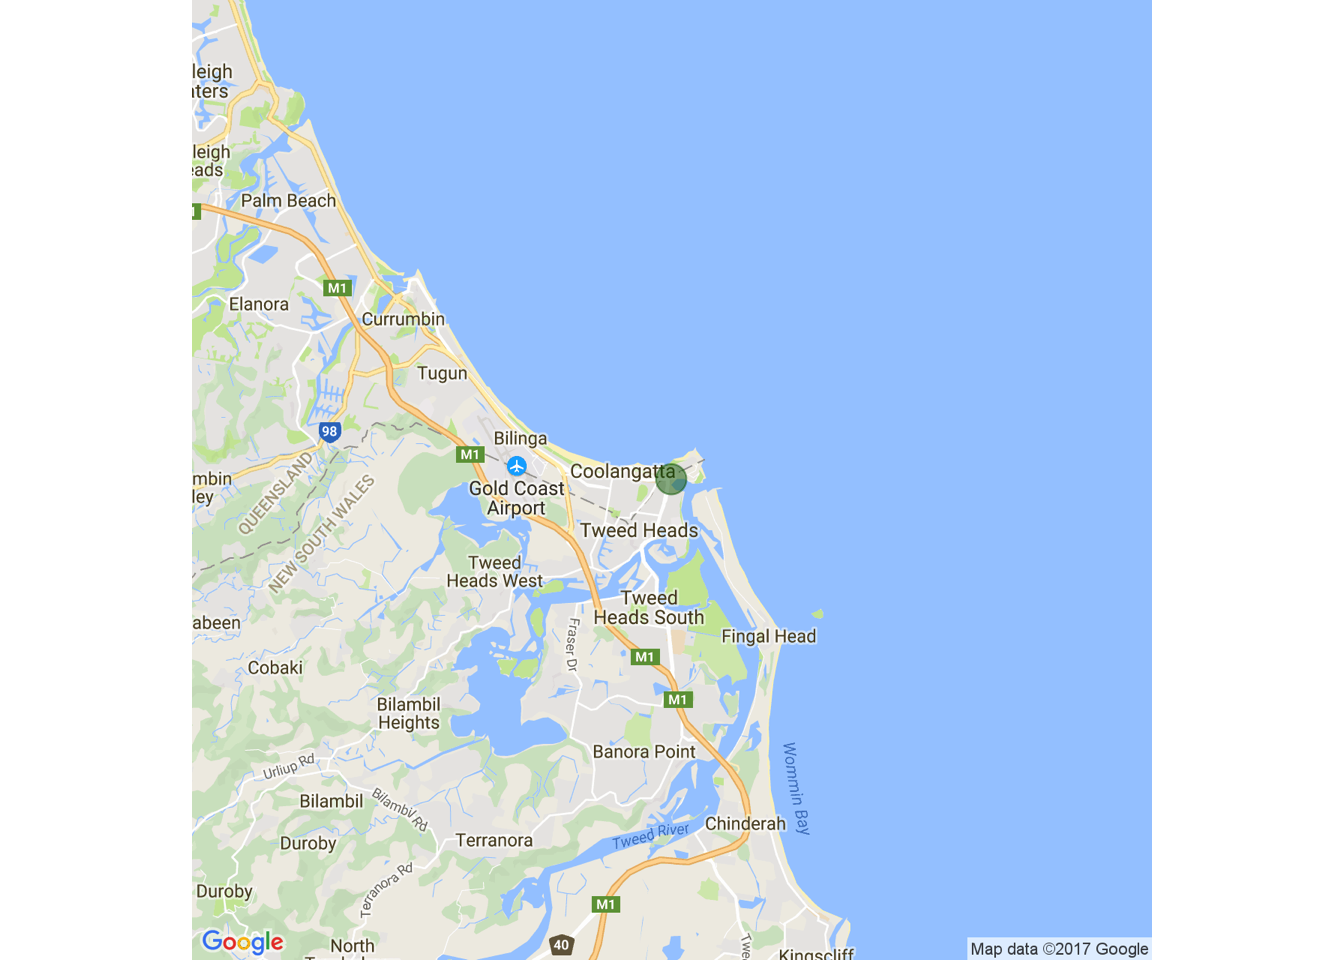 leigh
aters
leigh
eads
Palm Beach
M1
Elanora
Currumbin
Tugun
Bilinga
98
M1
Coolangatta
Gold Coast
Airport
mbin
ley
QUEENSLAND
NEW SOUTH WALES
Tweed Heads
Tweed
Heads West
Tweed
Heads South
abeen
Fraser Dr
Fingal Head
M1
Cobaki
M1
Bilambil
Heights
Banora Point
Urliup Rd
Wommin Bay
Bilambil
Bilambil Rd
Chinderah
Tweed River
Duroby
Terranora
Terranora Rd
Duroby
M1
Google
North
40
Twe
Kingscliff
Map data ©2017 Google